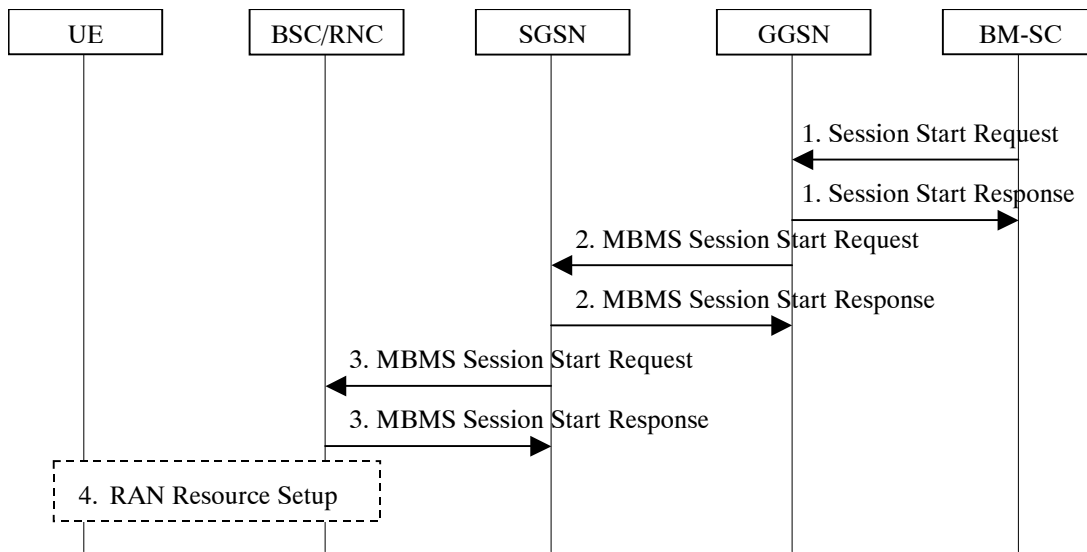 UE
BSC/RNC
SGSN
GGSN
BM-SC
1. Session Start Request
1. Session Start Response
2. MBMS Session Start Request
2. MBMS Session Start Response
3. MBMS Session Start Request
3. MBMS Session Start Response
4. RAN Resource Setup